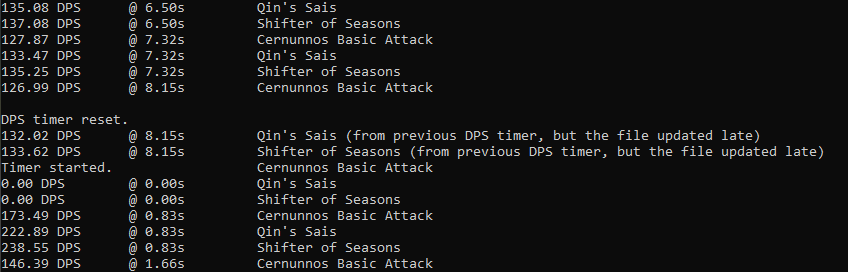 135.08 DPS @ 6.50s Qin's Sais
137.08 DPS @ 6.50s Shifter of Seasons
127.87 DPS @ 7.32s Cernunnos Basic Attack
133.47 DPS @ 7.32s Qin's Sais
135.25 DPS @ 7.32s Shifter of Seasons
126.99 DPS @ 8.15s Cernunnos Basic Attack
DPS timer reset.
132.02 DPS @ 8.15s Qin's Sais (from previous DPS timer, but the file updated late)
133.62 DPS @ 8.15s Shifter of Seasons (from previous DPS timer, but the file updated late)
Timer started. Cernunnos Basic Attack
0.00 DPS @ 0.00s Qin's Sais
0.00 DPS @ 0.00s Shifter of Seasons
173.49 DPS @ 0.83s Cernunnos Basic Attack
222.89 DPS @ 0.83s Qin's Sais
238.55 DPS @ 0.83s Shifter of Seasons
146.39 DPS @ 1.66s Cernunnos Basic Attack